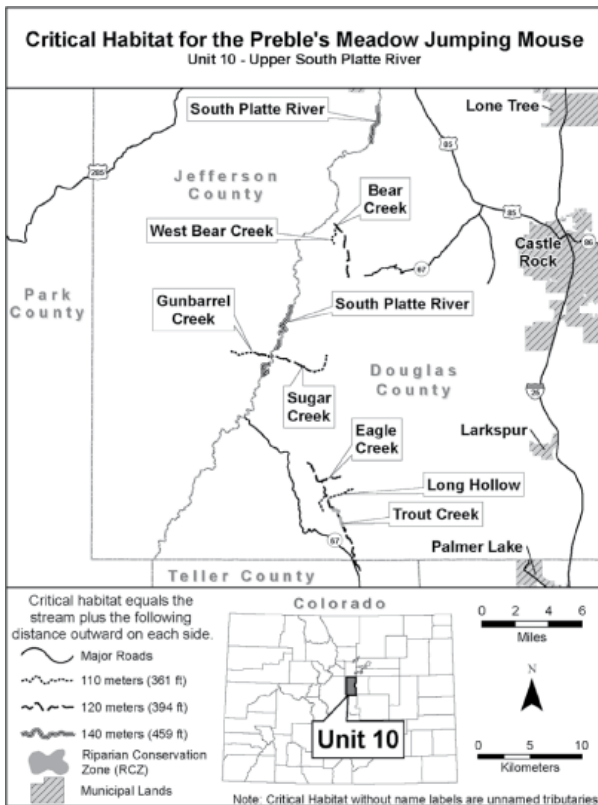 Critical Habitat for the Preble's Meadow Jumping Mouse
Unit 10 - Upper South Platte River
South Platte River
Lone Tree
285
85
Jefferson
County
Bear
Creek
West Bear Creek
85
86
Castle
Rock
67
Park
County
Gunbarrel
Creek
South Platte River
Douglas
County
Sugar
Creek
Eagle
Creek
Larkspur
Long Hollow
Trout Creek
67
Palmer Lake
Teller County
Critical habitat equals the
stream plus the following
distance outward on each side.
Major Roads
110 meters (361 ft)
120 meters (394 ft)
140 meters (459 ft)
Riparian Conservation
Zone (RCZ)
Municipal Lands
Colorado
Unit 10
0 2 4 6
Miles
N
0 5 10
Kilometers
Note: Critical Habitat without name labels are unnamed tributaries